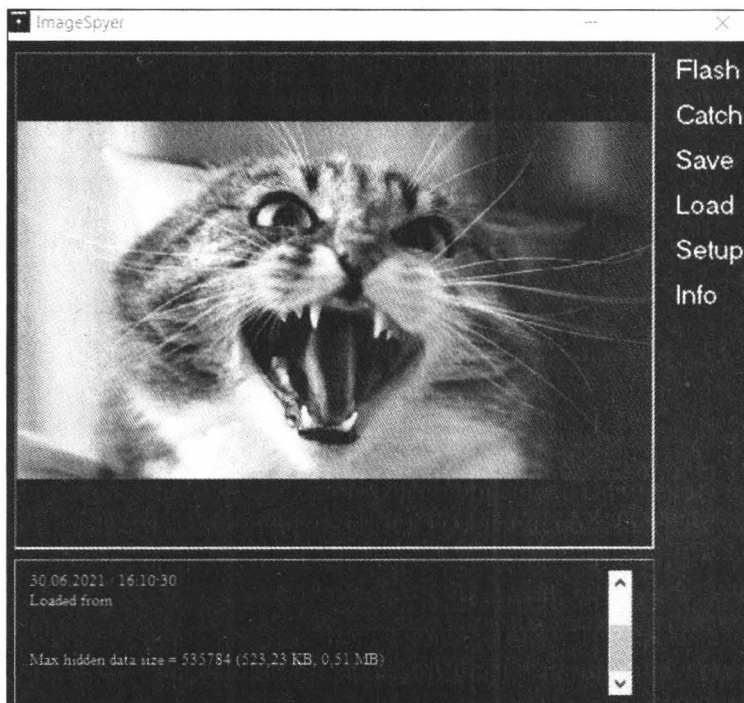 ImageSpyer
Flash
Catch
Save
Load
Setup
Info
30.06.2021 / 16:10:30
Loaded from
Max hidden data size = 535784 (523,23 KB, 0,51 MB)